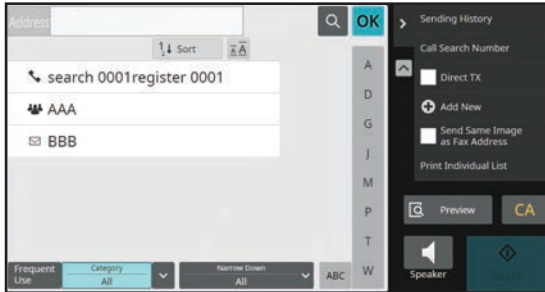 Address
OK
Sort
A A
search 0001register 0001
AAA
BBB
A
D
G
J
M
P
T
W
Frequent
Use
Category
All
Narrow Down
All
ABC
Sending History
Call Search Number
Direct TX
Add New
Send Same Image
as Fax Address
Print Individual List
Preview
CA
Speaker
Start